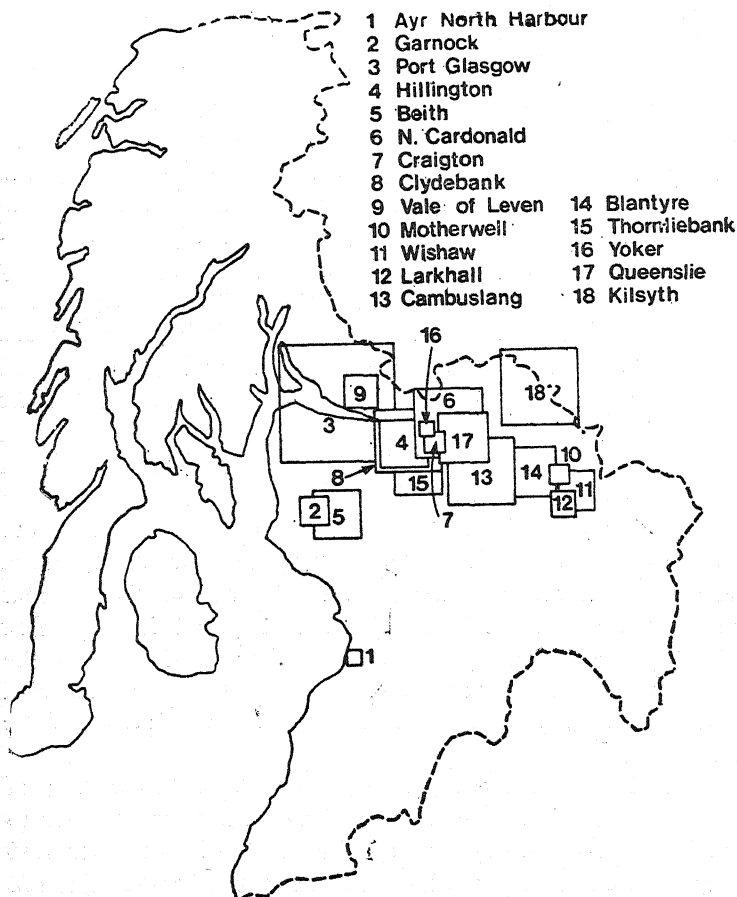 1 Ayr North Harbour
2 Garnock
3 Port Glasgow
4 Hillington
5 Beith
6 N. Cardonald
7 Craigton
8 Clydebank
9 Vale of Leven
10 Motherwell
11 Wishaw
12 Larkhall
13 Cambuslang
14 Blantyre
15 Thornliebank
16 Yoker
17 Queenslie
18 Kilsyth
16
9
6
18
3
4
17
10
8
15
13
14
11
2
5
7
12
1